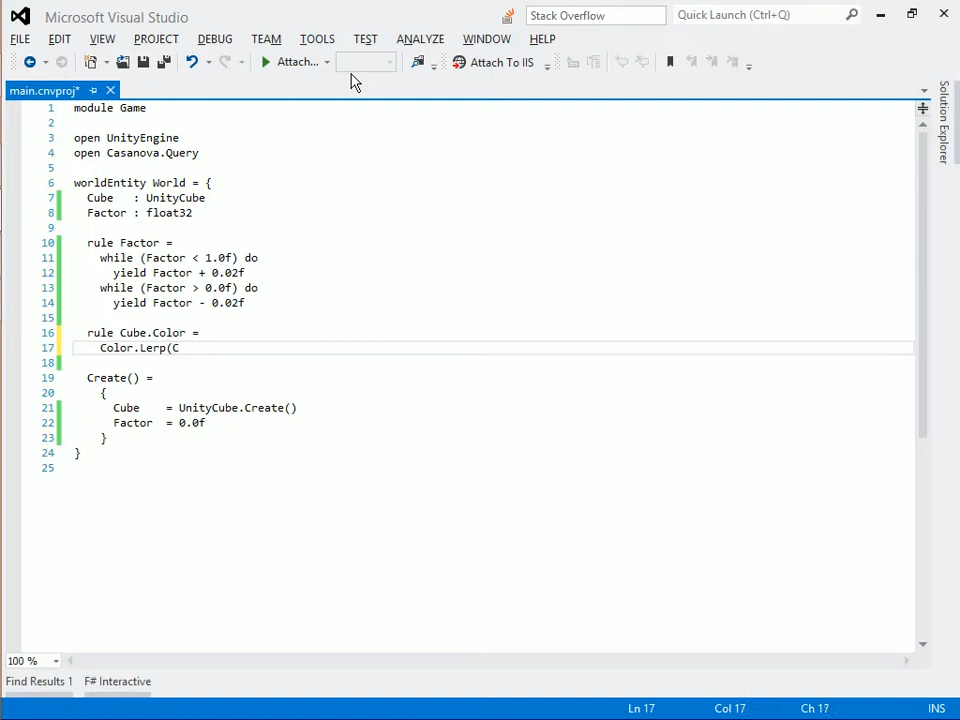 Microsoft Visual Studio
Stack Overflow
Quick Launch (Ctrl+Q)
FILE EDIT VIEW PROJECT DEBUG TEAM TOOLS TEST ANALYZE WINDOW HELP
Attach...
Attach To IIS
main.cnvproj*
Solution Explorer
1 module Game
2
3 open UnityEngine
4 open Casanova.Query
5
6 worldEntity World = {
7   Cube   : UnityCube
8   Factor : float32
9
10   rule Factor =
11     while (Factor < 1.0f) do
12       yield Factor + 0.02f
13     while (Factor > 0.0f) do
14       yield Factor - 0.02f
15
16   rule Cube.Color =
17     Color.Lerp(C
18
19   Create() =
20     {
21       Cube    = UnityCube.Create()
22       Factor  = 0.0f
23     }
24 }
25
100 %
Find Results 1 F# Interactive
Ln 17 Col 17 Ch 17 INS